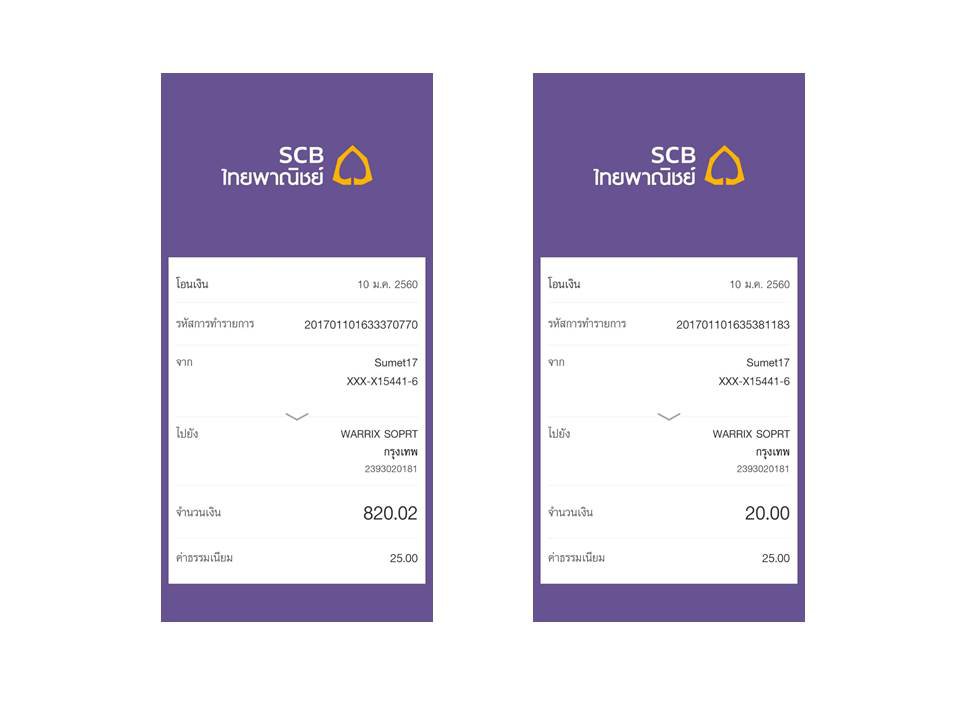 SCB
ไทยพาณิชย์
โอนเงิน 10 ม.ค. 2560
รหัสการทำรายการ 201701101633370770
จาก Sumet17
XXX-X15441-6
ไปยัง WARRIX SOPRT
กรุงเทพ
2393020181
จำนวนเงิน 820.02
ค่าธรรมเนียม 25.00
SCB
ไทยพาณิชย์
โอนเงิน 10 ม.ค. 2560
รหัสการทำรายการ 201701101635381183
จาก Sumet17
XXX-X15441-6
ไปยัง WARRIX SOPRT
กรุงเทพ
2393020181
จำนวนเงิน 20.00
ค่าธรรมเนียม 25.00